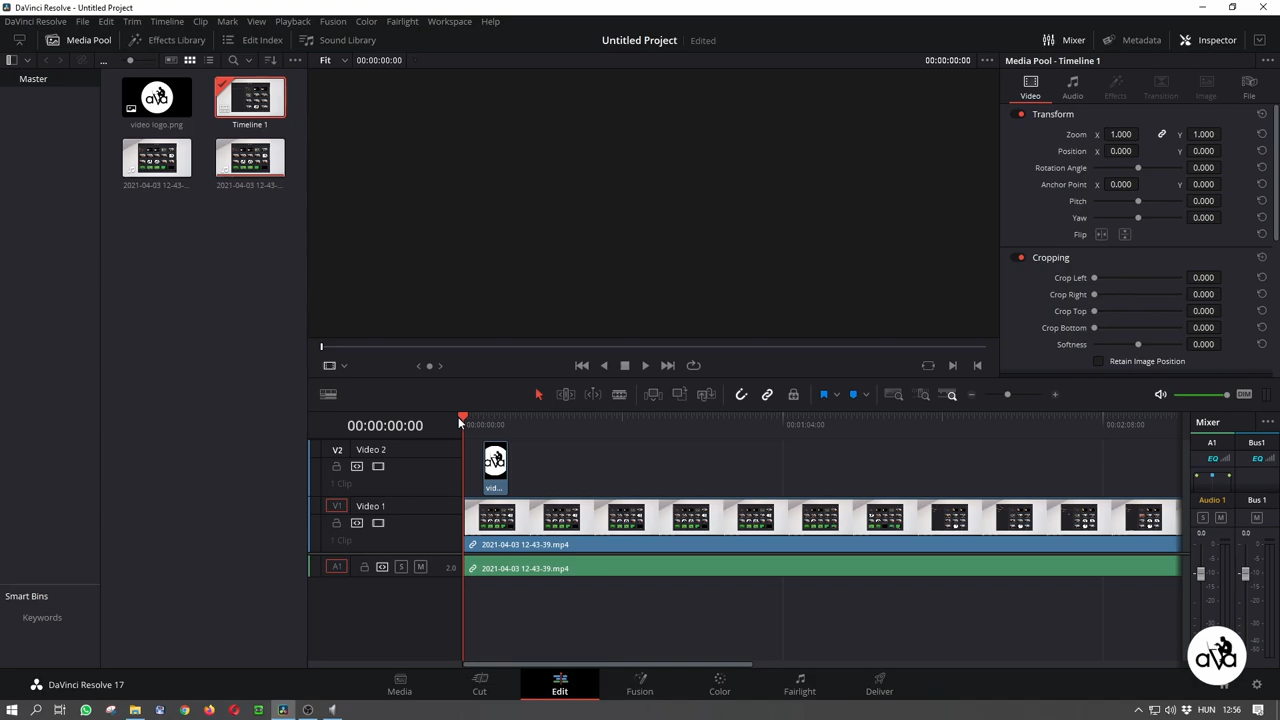 DaVinci Resolve - Untitled Project
DaVinci Resolve File Edit Trim Timeline Clip Mark View Playback Fusion Color Fairlight Workspace Help
Media Pool Effects Library Edit Index Sound Library Untitled Project Edited Mixer Metadata Inspector
... Fit 00:00:00:00 00:00:00:00 Media Pool - Timeline 1
Master
Video Audio Effects Transition Image File
video logo.png Timeline 1
2021-04-03 12-43-... 2021-04-03 12-43-...
Transform
Zoom X 1.000 Y 1.000
Position X 0.000 Y 0.000
Rotation Angle 0.000
Anchor Point X 0.000 Y 0.000
Pitch 0.000
Yaw 0.000
Flip
Cropping
Crop Left 0.000
Crop Right 0.000
Crop Top 0.000
Crop Bottom 0.000
Softness 0.000
Retain Image Position
DIM
00:00:00:00 00:00:00:00 00:01:04:00 00:02:08:00
Mixer
V2 Video 2
1 Clip
vid...
A1 Bus1
EQ EQ
V1 Video 1
1 Clip
2021-04-03 12-43-39.mp4
Audio 1 Bus 1
S M M
0.0 0.0
A1 S M 2.0 2021-04-03 12-43-39.mp4
Smart Bins
Keywords
ava
DaVinci Resolve 17
Media Cut Edit Fusion Color Fairlight Deliver
HUN 12:56